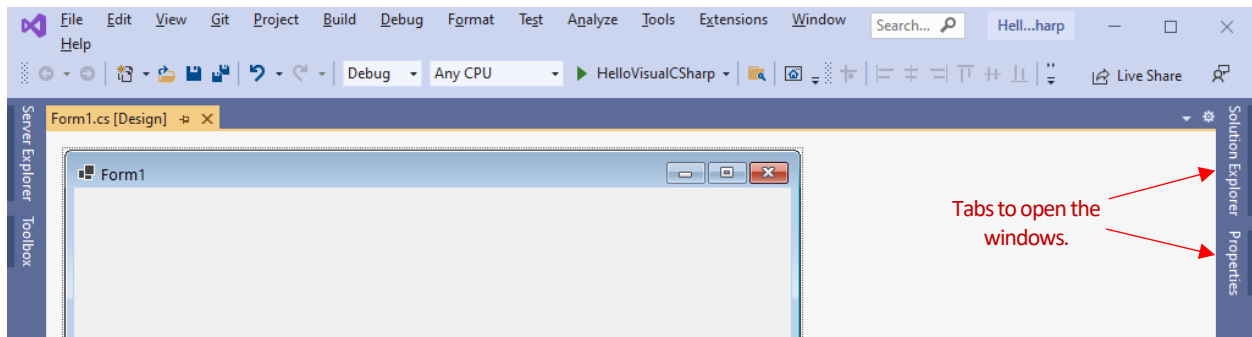 File Edit View Git Project Build Debug Format Test Analyze Tools Extensions Window Search... Hell...harp
Help
Debug Any CPU HelloVisualCSharp Live Share
Form1.cs [Design]
Server Explorer
Toolbox
Form1
Tabs to open the
windows.
Solution Explorer
Properties